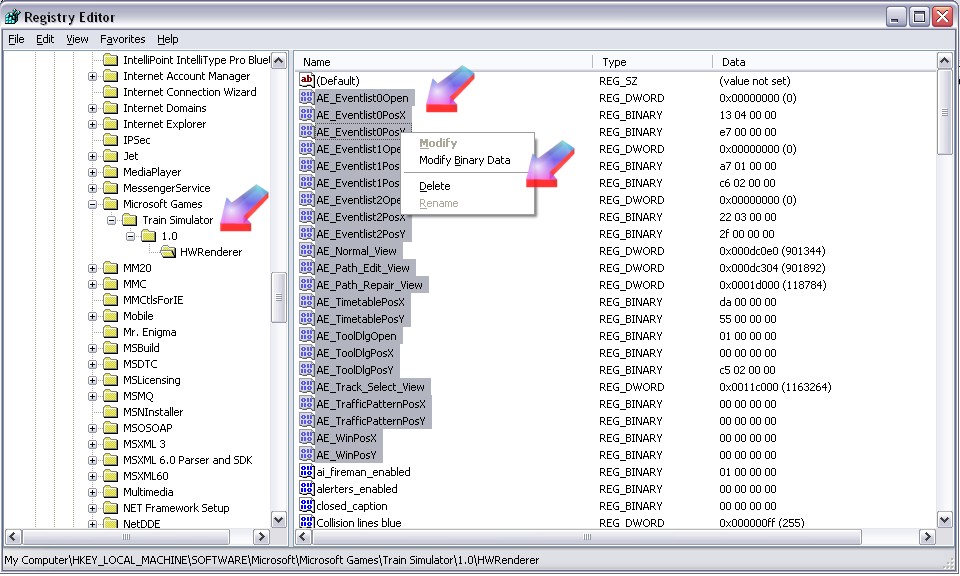 Registry Editor
File Edit View Favorites Help
IntelliPoint IntelliType Pro Blue
Internet Account Manager
Internet Connection Wizard
Internet Domains
Internet Explorer
IPSec
Jet
MediaPlayer
MessengerService
Microsoft Games
Train Simulator
1.0
HWRenderer
MM20
MMC
MMCtlsForIE
Mobile
Mr. Enigma
MSBuild
MSDTC
MSLicensing
MSMQ
MSNInstaller
MSOSOAP
MSXML 3
MSXML 6.0 Parser and SDK
MSXML60
Multimedia
NET Framework Setup
NetDDE
Name Type Data
ab (Default) REG_SZ (value not set)
AE_Eventlist0Open REG_DWORD 0x00000000 (0)
AE_Eventlist0PosX REG_BINARY 13 04 00 00
AE_Eventlist0PosY REG_BINARY e7 00 00 00
AE_Eventlist1Ope REG_DWORD 0x00000000 (0)
AE_Eventlist1Pos REG_BINARY a7 01 00 00
AE_Eventlist1Pos REG_BINARY c6 02 00 00
AE_Eventlist2Ope REG_DWORD 0x00000000 (0)
AE_Eventlist2PosX REG_BINARY 22 03 00 00
AE_Eventlist2PosY REG_BINARY 2f 00 00 00
AE_Normal_View REG_DWORD 0x000dc0e0 (901344)
AE_Path_Edit_View REG_DWORD 0x000dc304 (901892)
AE_Path_Repair_View REG_DWORD 0x0001d000 (118784)
AE_TimetablePosX REG_BINARY da 00 00 00
AE_TimetablePosY REG_BINARY 55 00 00 00
AE_ToolDlgOpen REG_BINARY 01 00 00 00
AE_ToolDlgPosX REG_BINARY 00 00 00 00
AE_ToolDlgPosY REG_BINARY c5 02 00 00
AE_Track_Select_View REG_DWORD 0x0011c000 (1163264)
AE_TrafficPatternPosX REG_BINARY 00 00 00 00
AE_TrafficPatternPosY REG_BINARY 00 00 00 00
AE_WinPosX REG_BINARY 00 00 00 00
AE_WinPosY REG_BINARY 00 00 00 00
ai_fireman_enabled REG_BINARY 01 00 00 00
alerters_enabled REG_BINARY 00 00 00 00
closed_caption REG_BINARY 00 00 00 00
Collision lines blue REG_DWORD 0x000000ff (255)
Modify
Modify Binary Data
Delete
Rename
My Computer\HKEY_LOCAL_MACHINE\SOFTWARE\Microsoft\Microsoft Games\Train Simulator\1.0\HWRenderer